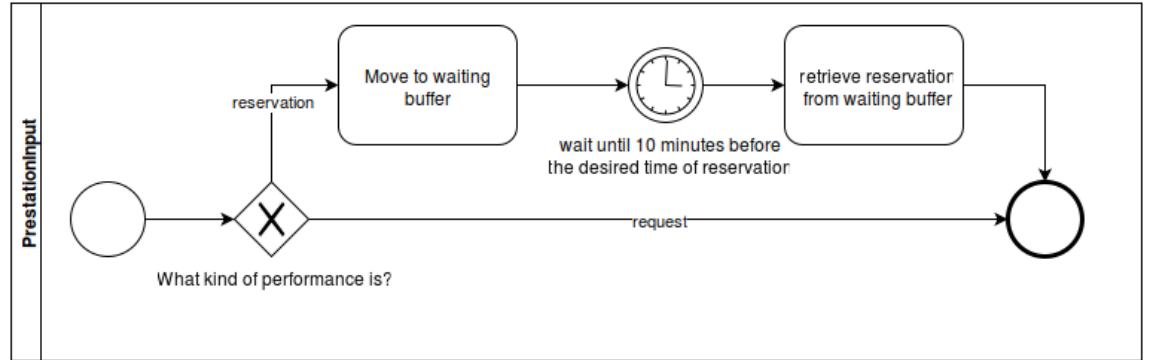 PrestationInput
reservation
Move to waiting
buffer
wait until 10 minutes before
the desired time of reservation
retrieve reservation
from waiting buffer
What kind of performance is?
request